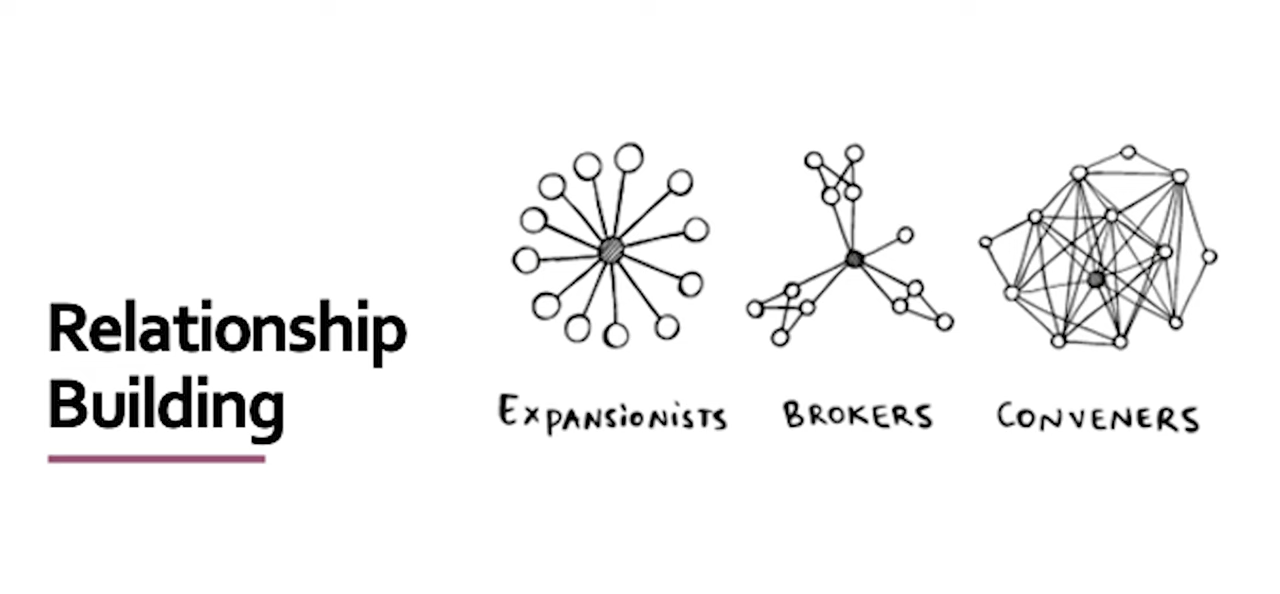 Relationship
Building
EXPANSiONiSTS
BROKERS
CONVENERS